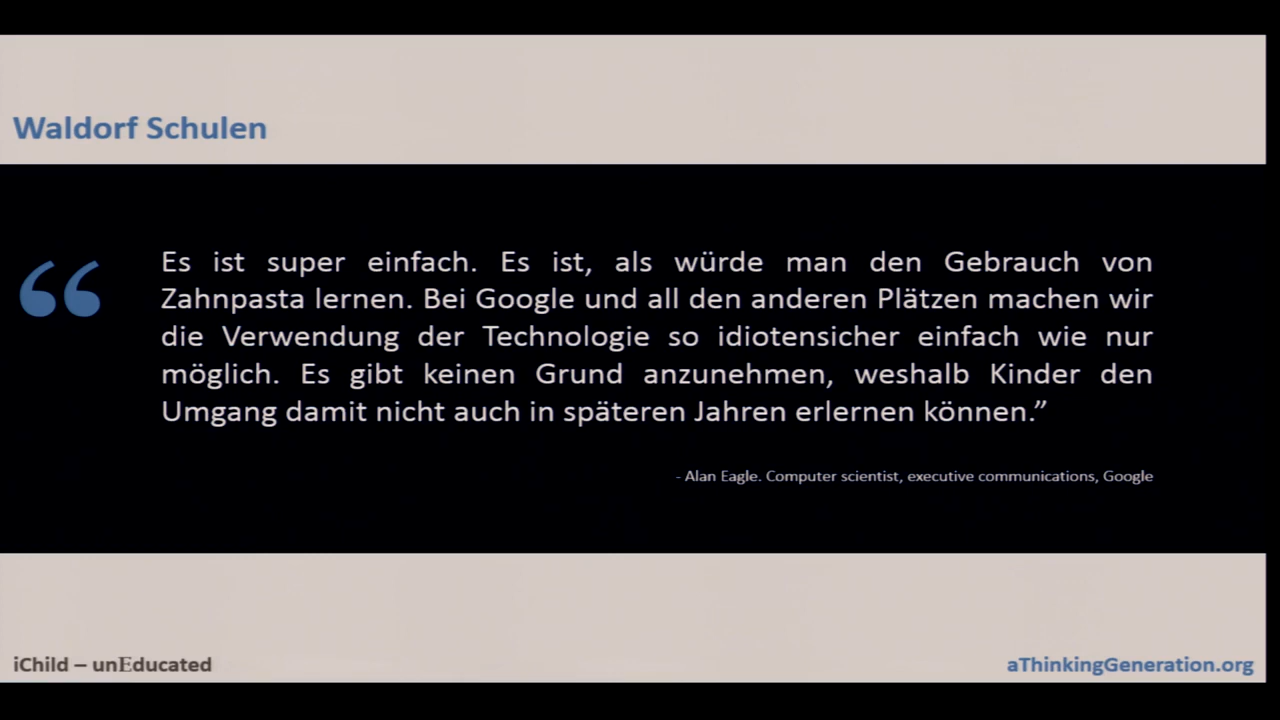 Waldorf Schulen
“
Es ist super einfach. Es ist, als würde man den Gebrauch von
Zahnpasta lernen. Bei Google und all den anderen Plätzen machen wir
die Verwendung der Technologie so idiotensicher einfach wie nur
möglich. Es gibt keinen Grund anzunehmen, weshalb Kinder den
Umgang damit nicht auch in späteren Jahren erlernen können.”
- Alan Eagle. Computer scientist, executive communications, Google
iChild – unEducated
aThinkingGeneration.org